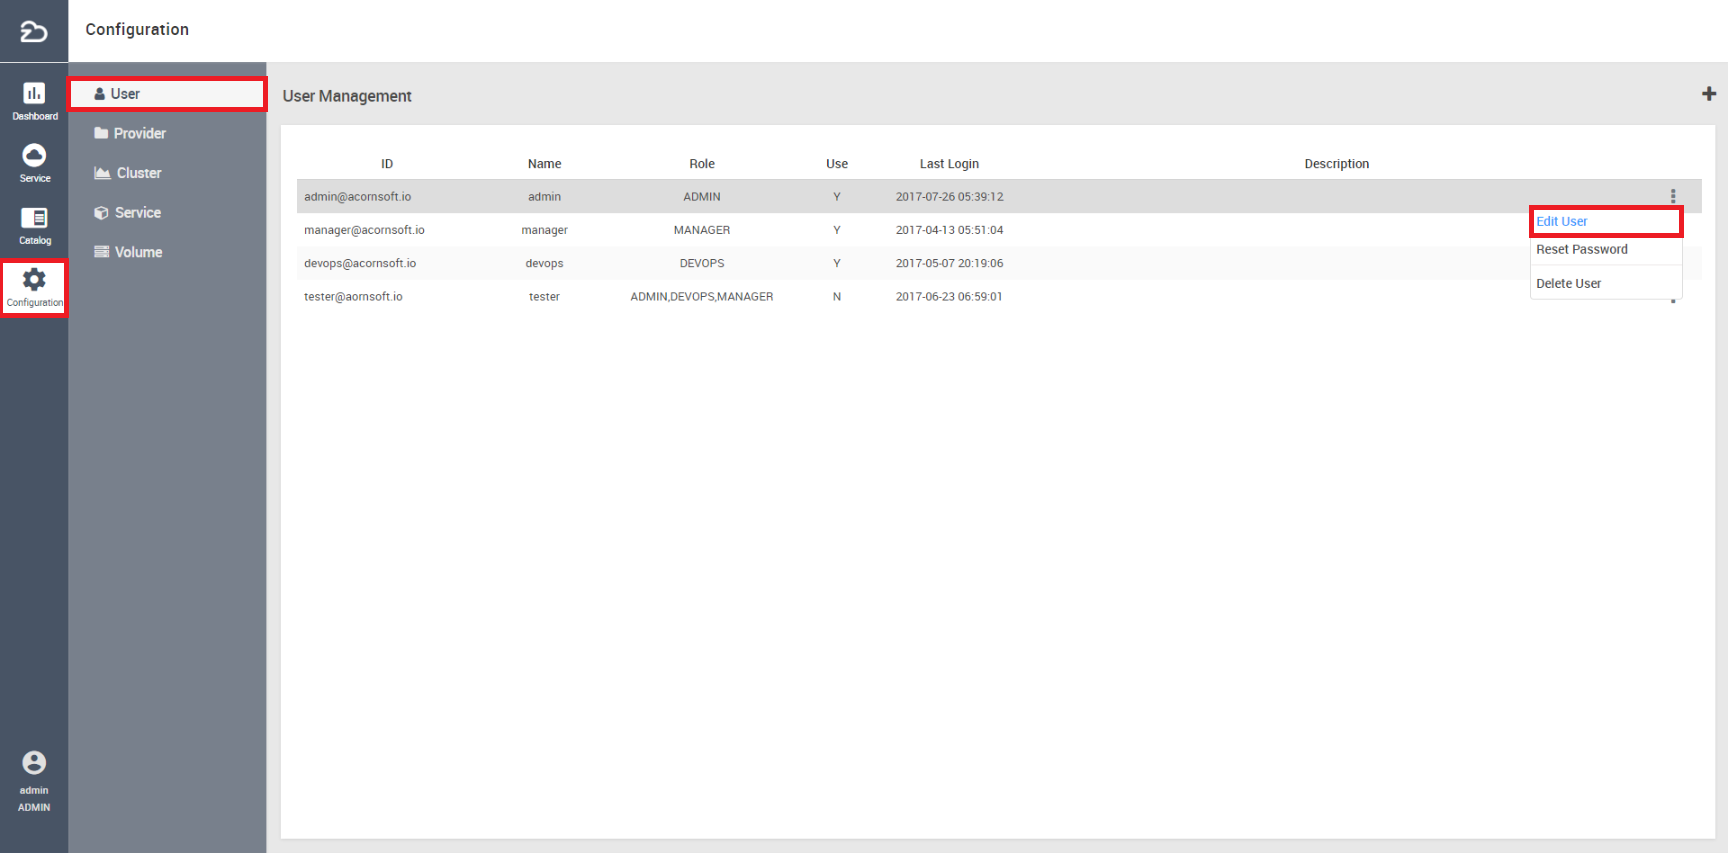 Configuration
Dashboard
Service
Catalog
Configuration
admin
ADMIN
User
Provider
Cluster
Service
Volume
User Management
ID Name Role Use Last Login Description
admin@acornsoft.io admin ADMIN Y 2017-07-26 05:39:12
manager@acornsoft.io manager MANAGER Y 2017-04-13 05:51:04
devops@acornsoft.io devops DEVOPS Y 2017-05-07 20:19:06
tester@aornsoft.io tester ADMIN,DEVOPS,MANAGER N 2017-06-23 06:59:01
Edit User
Reset Password
Delete User